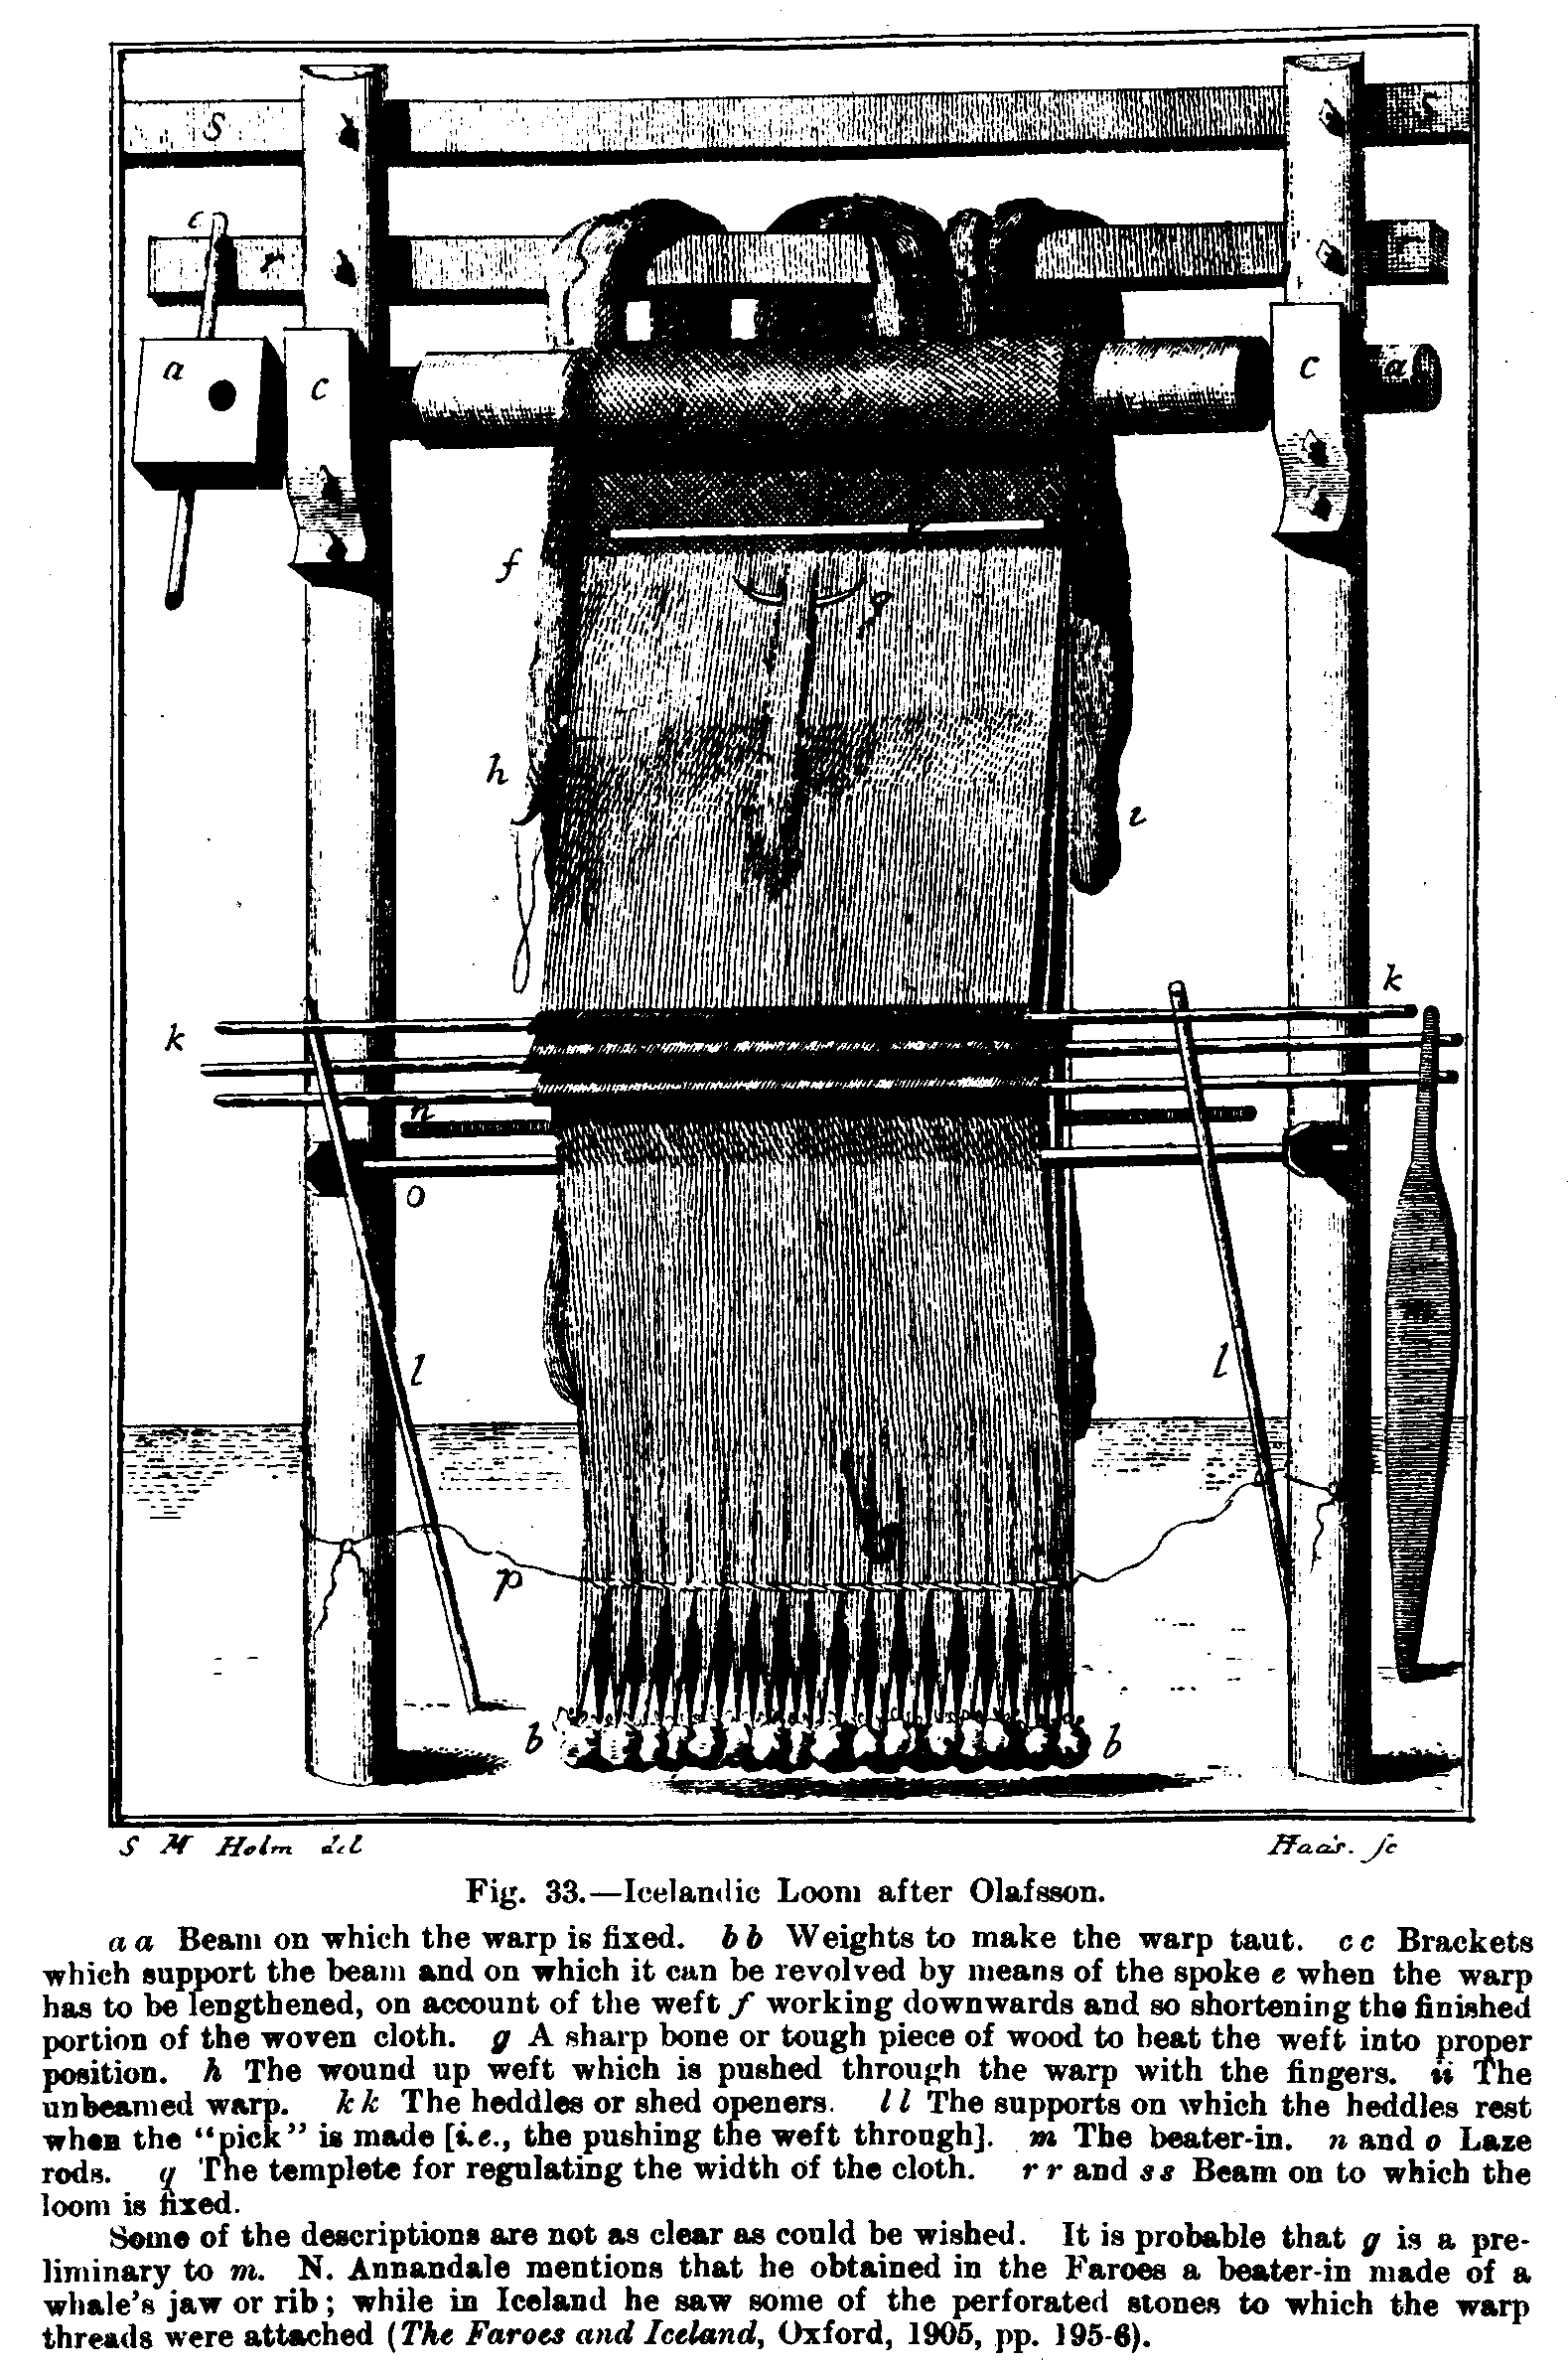 S S
e r r
a c c a
f g
h i
k k
n
o
m
l l
p
b b
S M Holm del Haas. sc
Fig. 33.—Icelandic Loom after Olafsson.
a a Beam on which the warp is fixed. b b Weights to make the warp taut. c c Brackets
which support the beam and on which it can be revolved by means of the spoke e when the warp
has to be lengthened, on account of the weft f working downwards and so shortening the finished
portion of the woven cloth. g A sharp bone or tough piece of wood to beat the weft into proper
position. h The wound up weft which is pushed through the warp with the fingers. ii The
unbeamed warp. k k The heddles or shed openers. l l The supports on which the heddles rest
when the “pick” is made [i.e., the pushing the weft through]. m The beater-in. n and o Laze
rods. q The templete for regulating the width of the cloth. r r and s s Beam on to which the
loom is fixed.
Some of the descriptions are not as clear as could be wished. It is probable that g is a pre-
liminary to m. N. Annandale mentions that he obtained in the Faroes a beater-in made of a
whale's jaw or rib; while in Iceland he saw some of the perforated stones to which the warp
threads were attached (The Faroes and Iceland, Oxford, 1905, pp. 195-6).